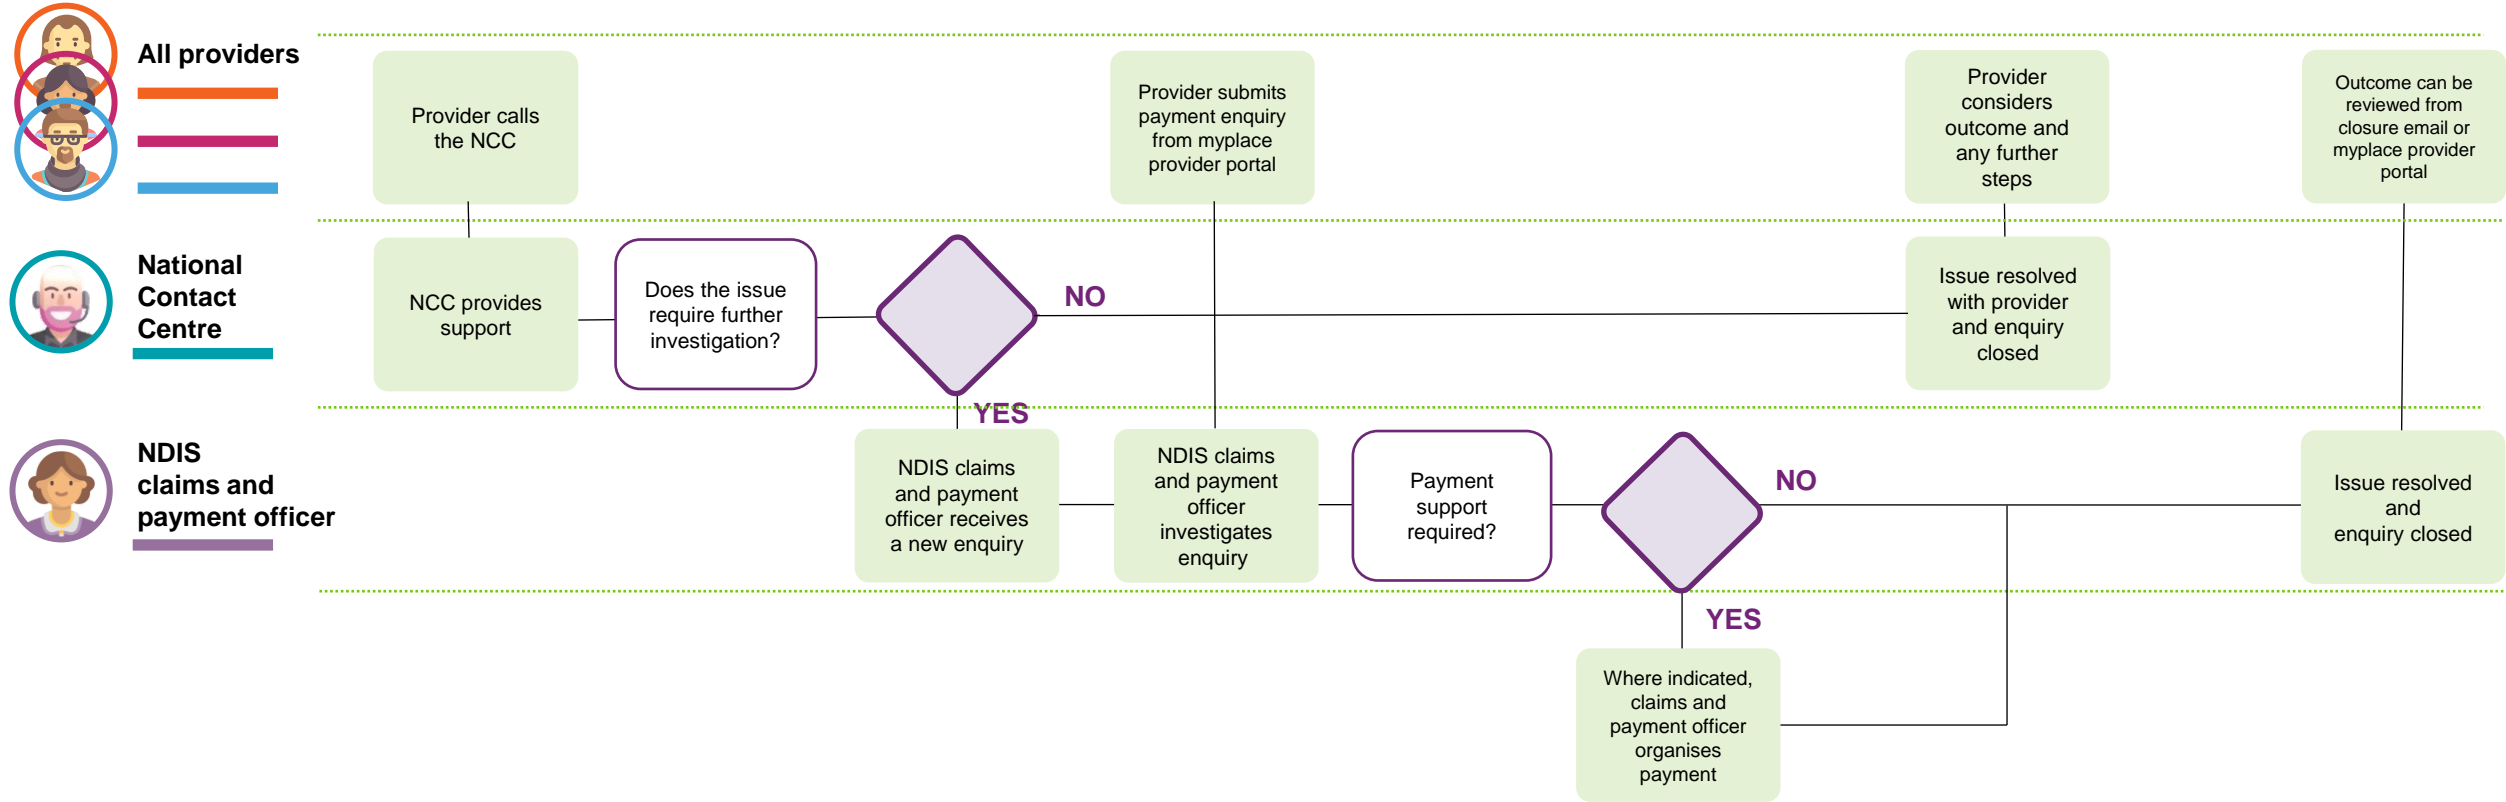 All providers
Provider calls
the NCC
Provider submits
payment enquiry
from myplace
provider portal
Provider
considers
outcome and
any further
steps
Outcome can be
reviewed from
closure email or
myplace provider
portal
National
Contact
Centre
NCC provides
support
Does the issue
require further
investigation?
NO
YES
Issue resolved
with provider
and enquiry
closed
NDIS
claims and
payment officer
NDIS claims
and payment
officer receives
a new enquiry
NDIS claims
and payment
officer
investigates
enquiry
Payment
support
required?
NO
YES
Issue resolved
and
enquiry closed
Where indicated,
claims and
payment officer
organises
payment